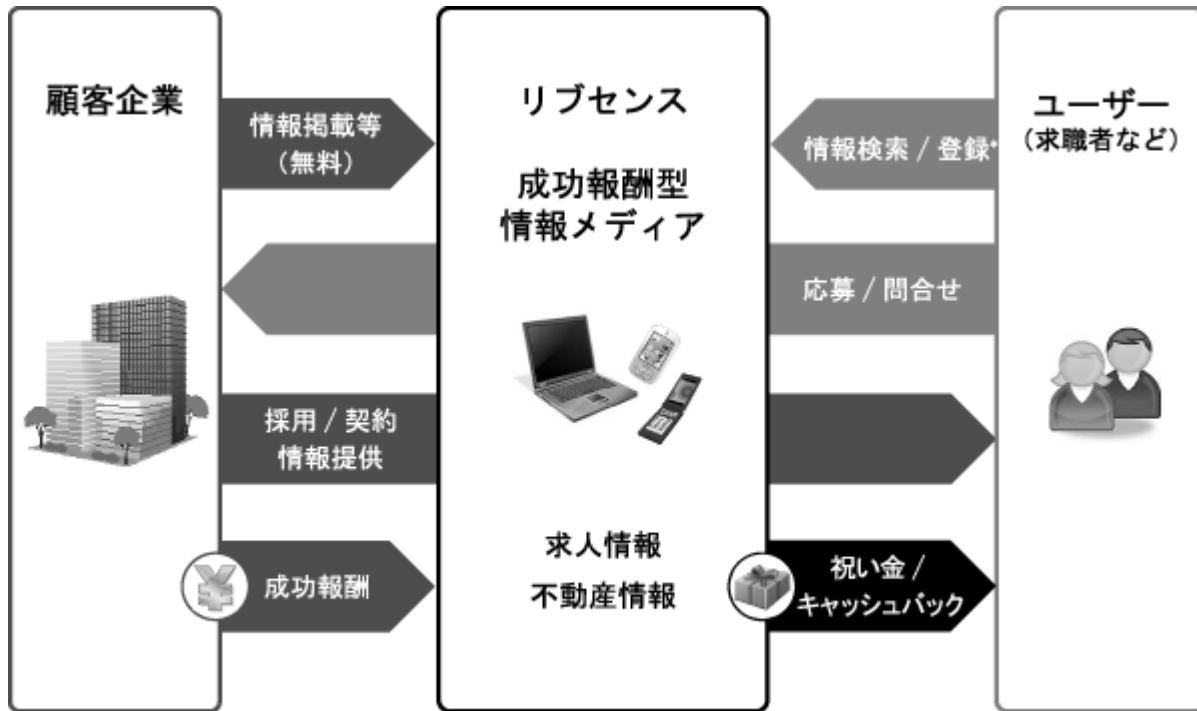 顧客企業
情報掲載等
（無料）
採用 / 契約
情報提供
¥
成功報酬
リブセンス
成功報酬型
情報メディア
求人情報
不動産情報
ユーザー
（求職者など）
情報検索 / 登録*
応募 / 問合せ
祝い金 /
キャッシュバック